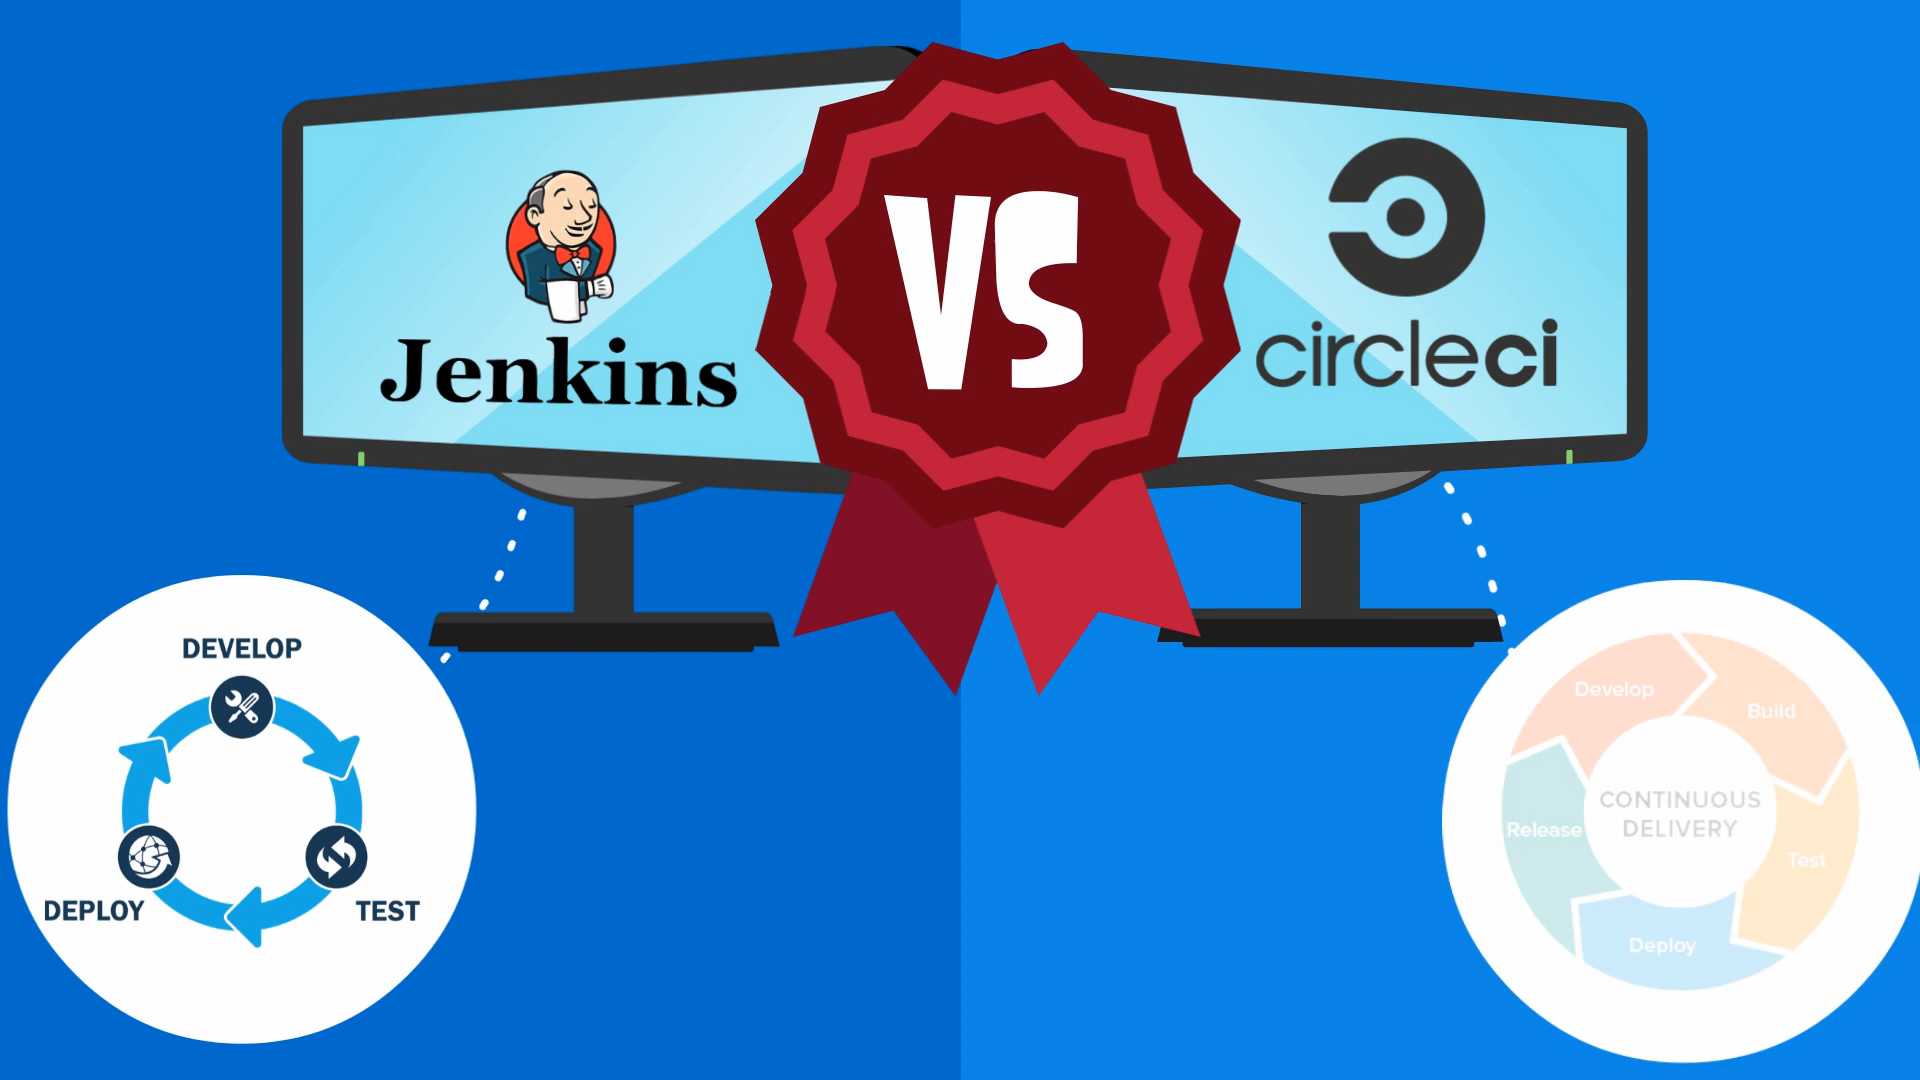 Jenkins
VS
circleci
DEVELOP
DEPLOY
TEST
Develop
Build
CONTINUOUS
DELIVERY
Release
Test
Deploy